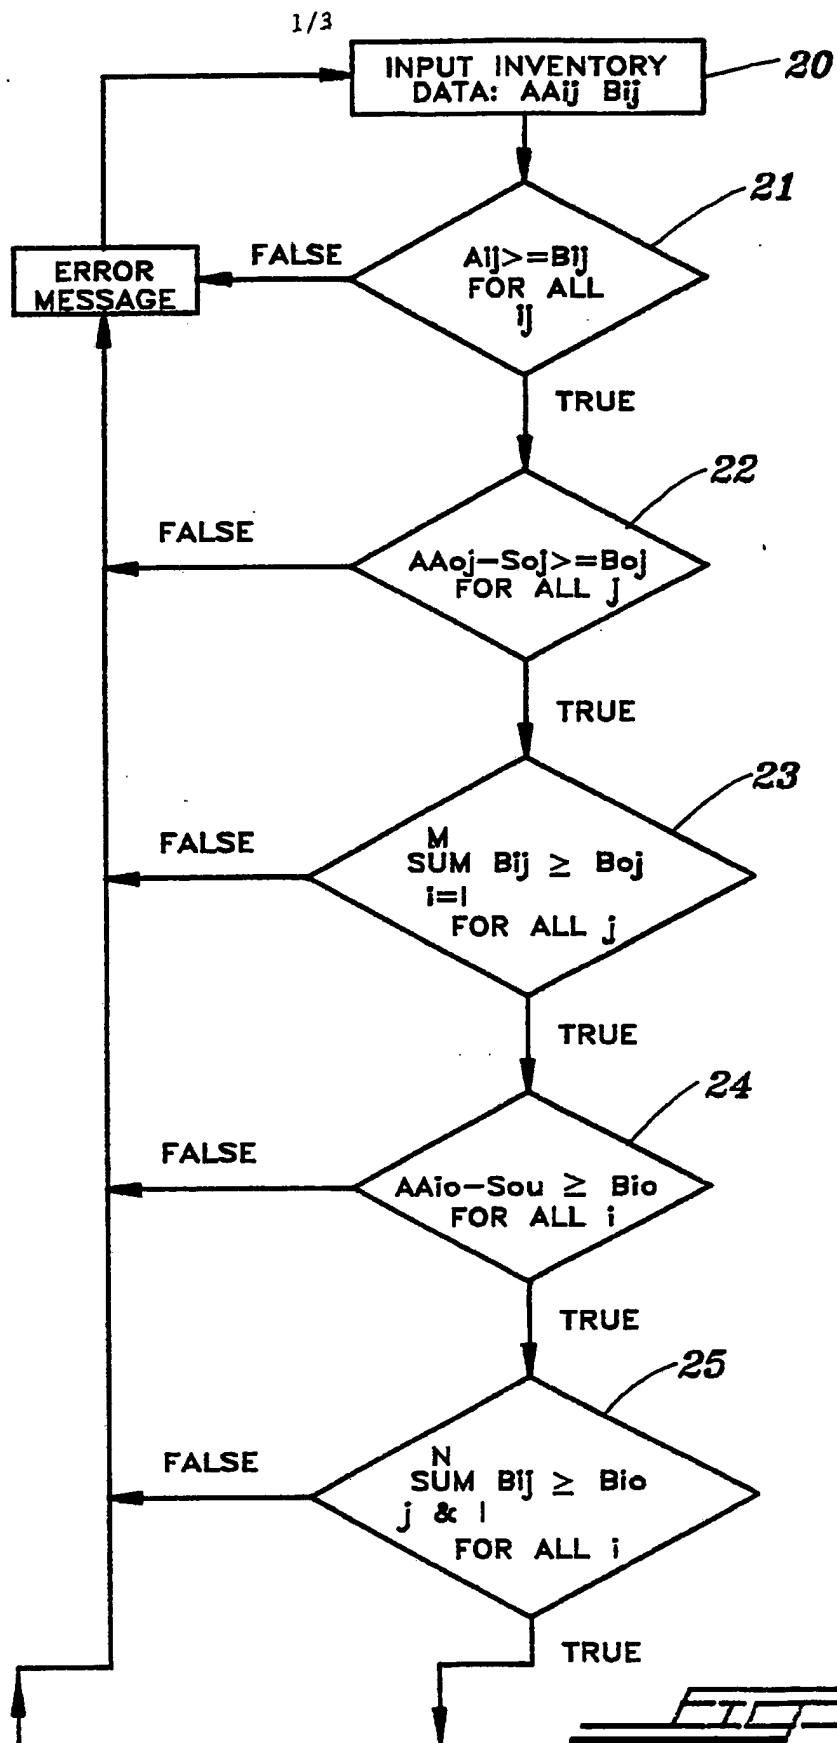 1/3
INPUT INVENTORY
DATA: AAij Bij
20
21
Aij>=Bij
FOR ALL
ij
FALSE
ERROR
MESSAGE
TRUE
22
FALSE
AAoj-Soj>=Boj
FOR ALL j
TRUE
23
FALSE
M
SUM Bij ≥ Boj
i=1
FOR ALL j
TRUE
24
FALSE
AAio-Sou ≥ Bio
FOR ALL i
TRUE
25
FALSE
N
SUM Bij ≥ Bio
j & 1
FOR ALL i
TRUE